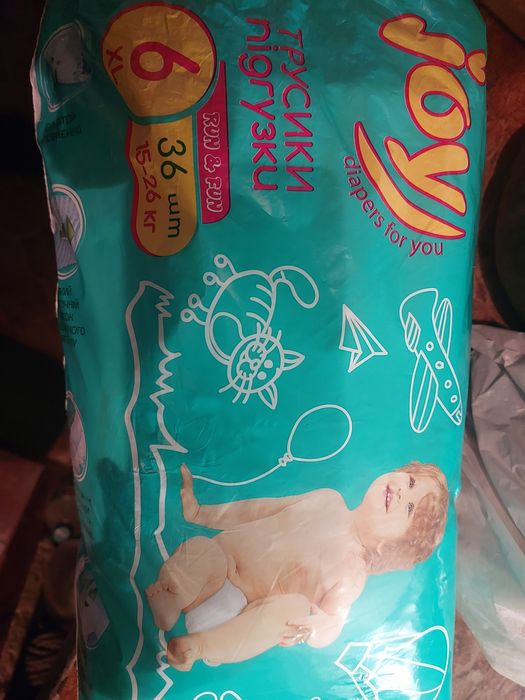 joy
diapers for you
трусики
підгузки
RUN & FUN
6
XL
36 шт
15-26 кг